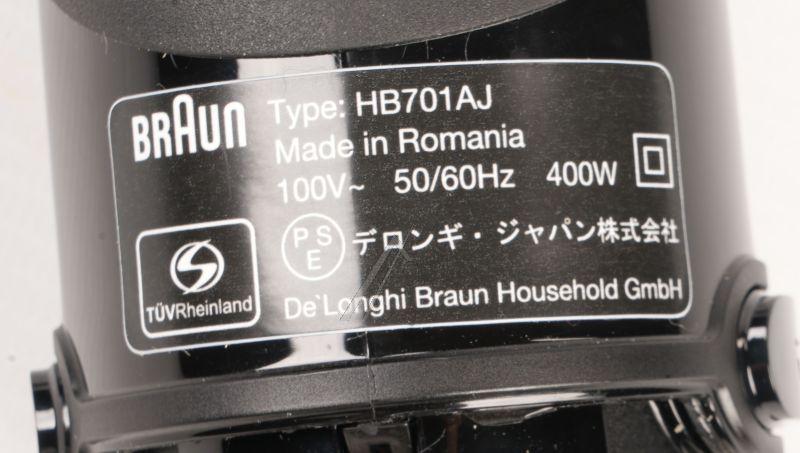 BRAUN
Type: HB701AJ
Made in Romania
100V~ 50/60Hz 400W
PSE
デロンギ・ジャパン株式会社
TÜVRheinland
De`Longhi Braun Household GmbH